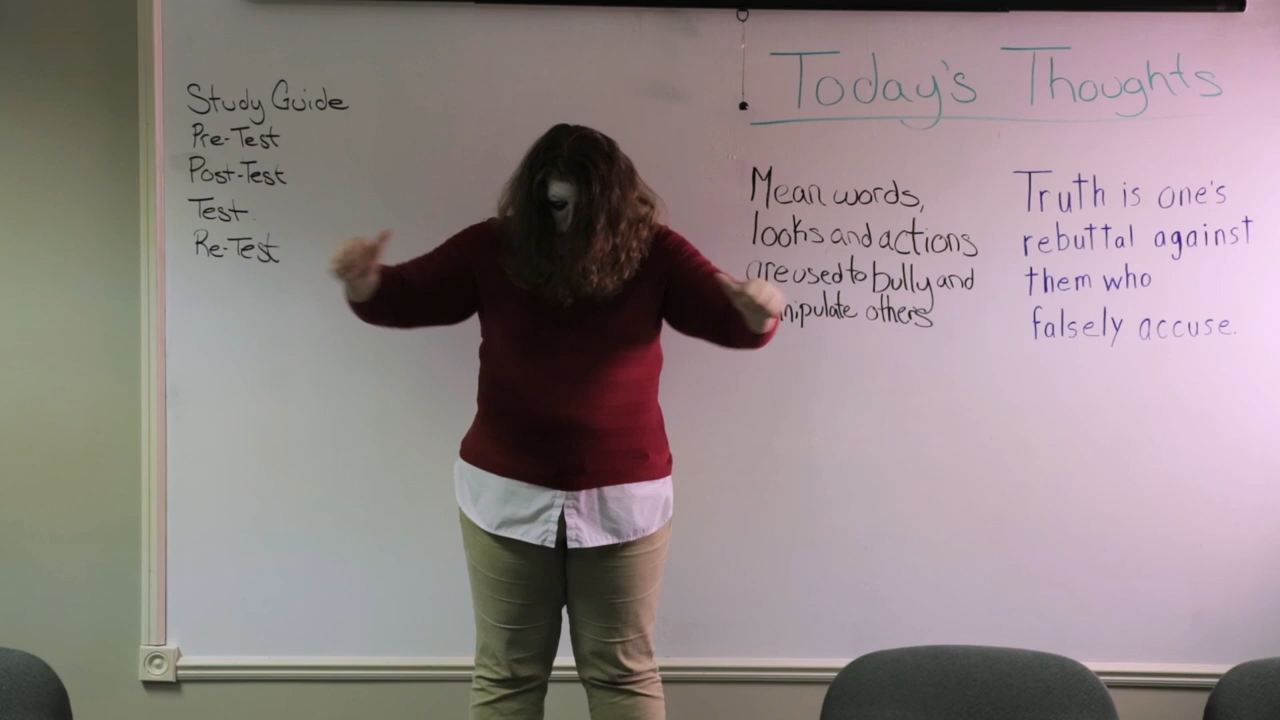 Study Guide
Pre-Test
Post-Test
Test
Re-Test
Today's Thoughts
Mean words,
looks and actions
are used to bully and
others
Truth is one's
rebuttal against
them who
falsely accuse.